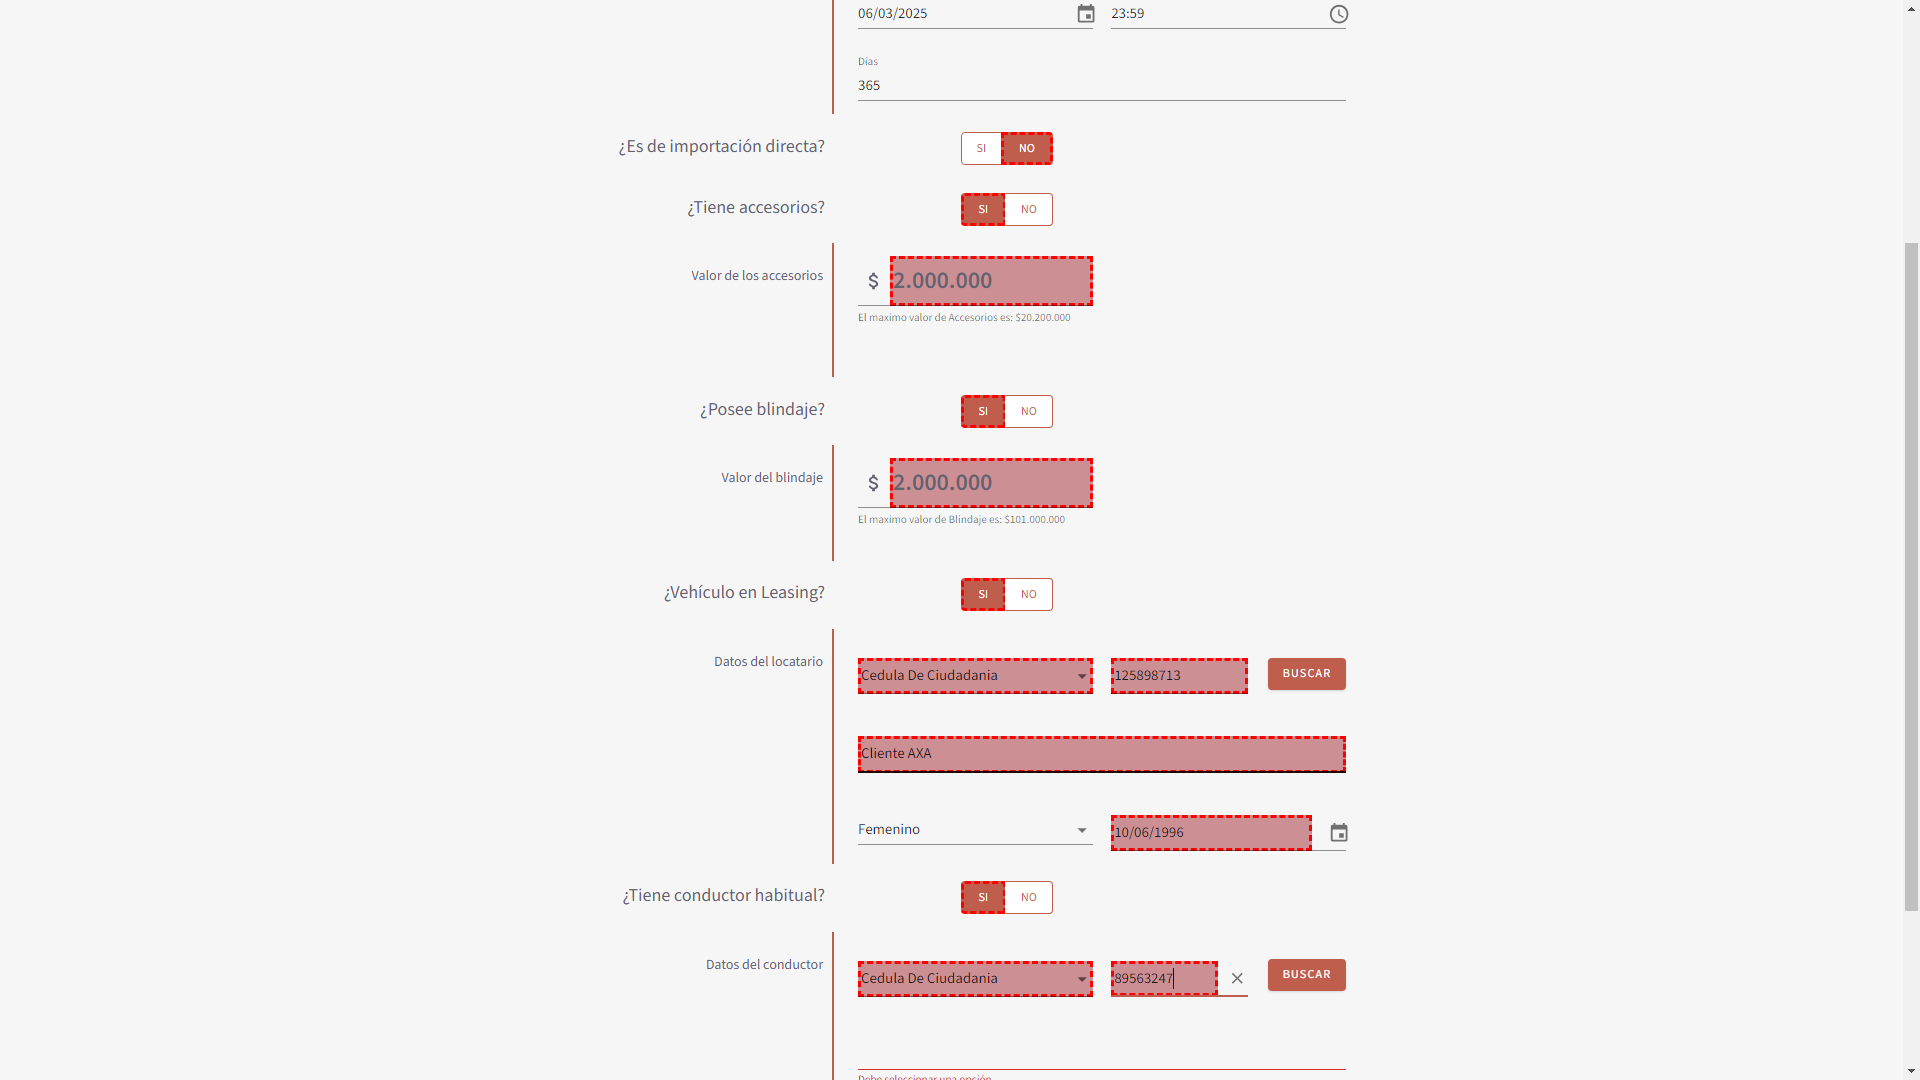 06/03/2025 23:59
Días
365
¿Es de importación directa? SI NO
¿Tiene accesorios? SI NO
Valor de los accesorios $ 2.000.000
El maximo valor de Accesorios es: $20.200.000
¿Posee blindaje? SI NO
Valor del blindaje $ 2.000.000
El maximo valor de Blindaje es: $101.000.000
¿Vehículo en Leasing? SI NO
Datos del locatario Cedula De Ciudadania 125898713 BUSCAR
Cliente AXA
Femenino 10/06/1996
¿Tiene conductor habitual? SI NO
Datos del conductor Cedula De Ciudadania 89563247 BUSCAR
Debe seleccionar una opción